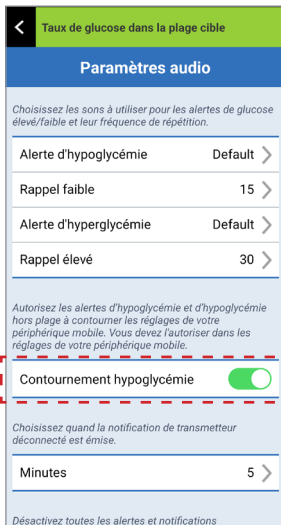 Taux de glucose dans la plage cible
Paramètres audio
Choisissez les sons à utiliser pour les alertes de glucose
élevé/faible et leur fréquence de répétition.
Alerte d'hypoglycémie Default
Rappel faible 15
Alerte d'hyperglycémie Default
Rappel élevé 30
Autorisez les alertes d'hypoglycémie et d'hypoglycémie
hors plage à contourner les réglages de votre
périphérique mobile. Vous devez l'autoriser dans les
réglages de votre périphérique mobile.
Contournement hypoglycémie
Choisissez quand la notification de transmetteur
déconnecté est émise.
Minutes 5
Désactivez toutes les alertes et notifications